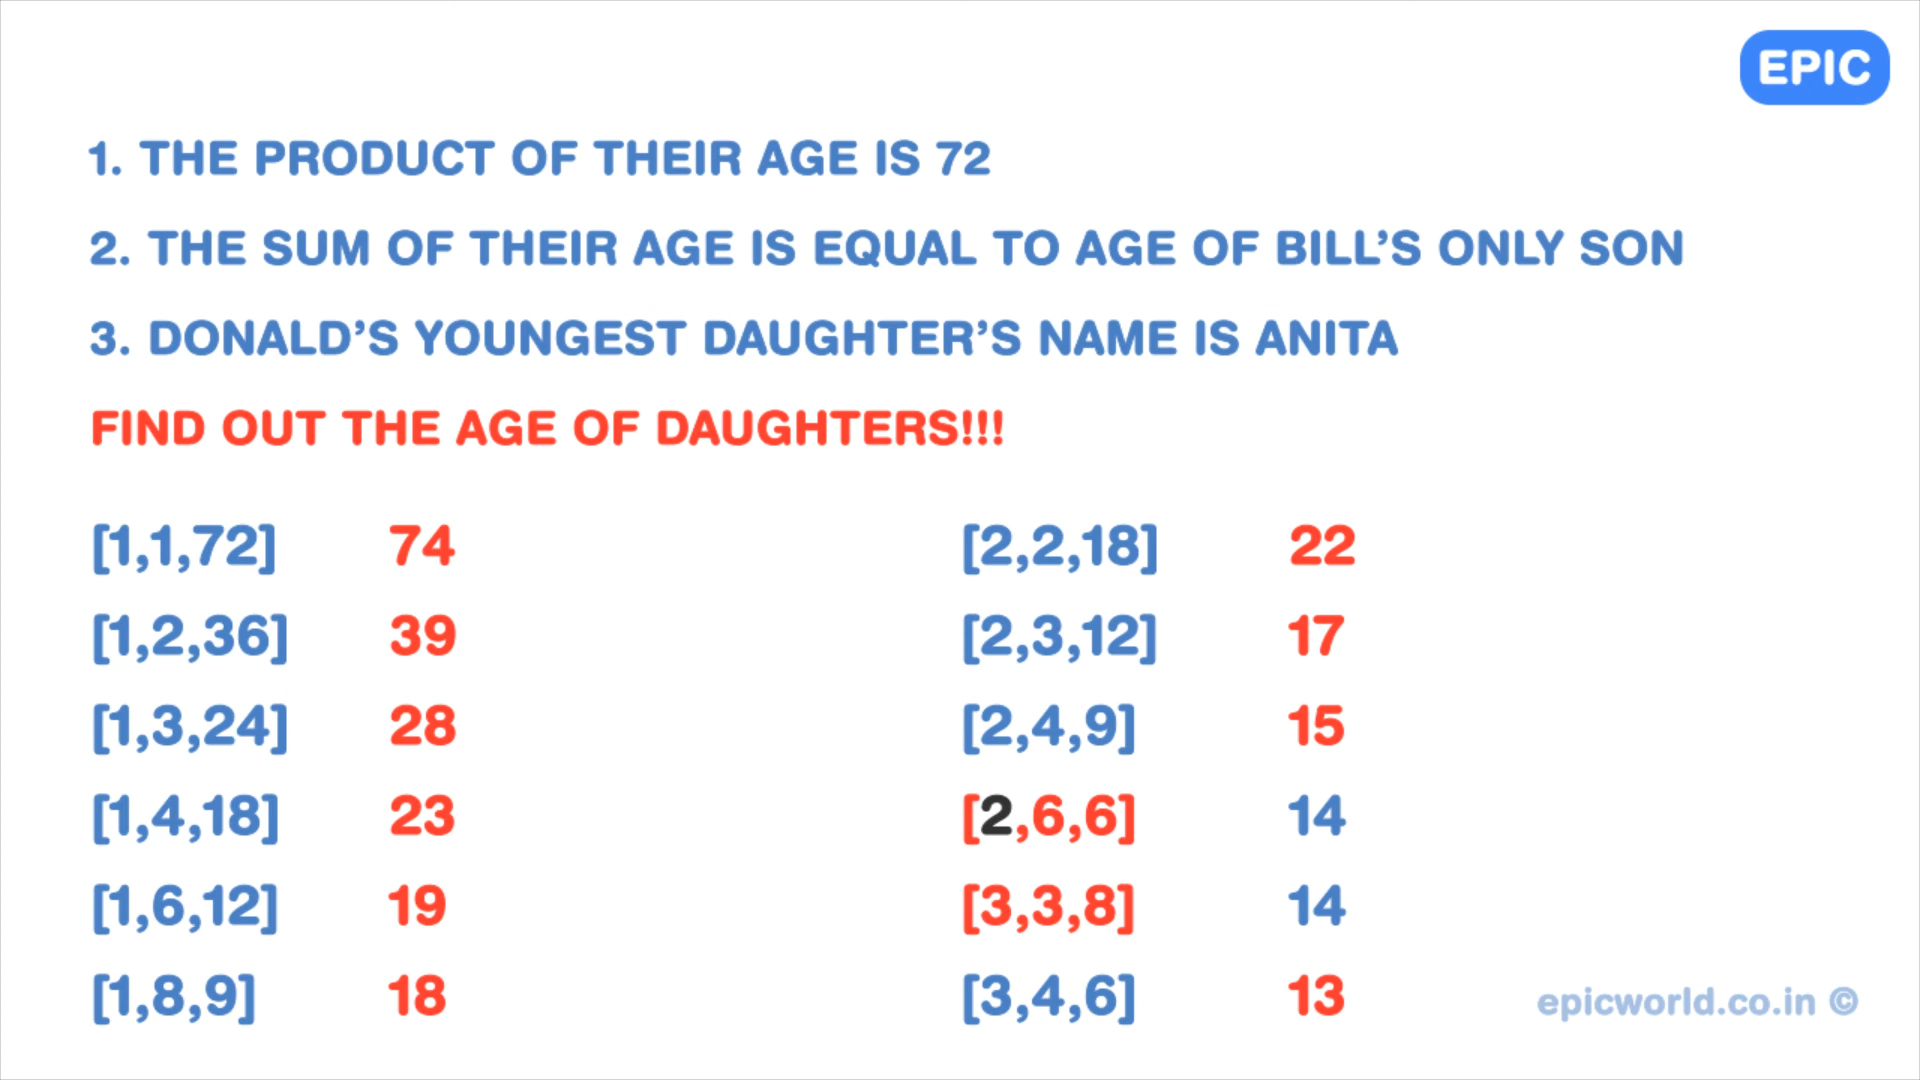 EPIC
1. THE PRODUCT OF THEIR AGE IS 72
2. THE SUM OF THEIR AGE IS EQUAL TO AGE OF BILL'S ONLY SON
3. DONALD'S YOUNGEST DAUGHTER'S NAME IS ANITA
FIND OUT THE AGE OF DAUGHTERS!!!
[1,1,72] 74 [2,2,18] 22
[1,2,36] 39 [2,3,12] 17
[1,3,24] 28 [2,4,9] 15
[1,4,18] 23 [2,6,6] 14
[1,6,12] 19 [3,3,8] 14
[1,8,9] 18 [3,4,6] 13
epicworld.co.in ©